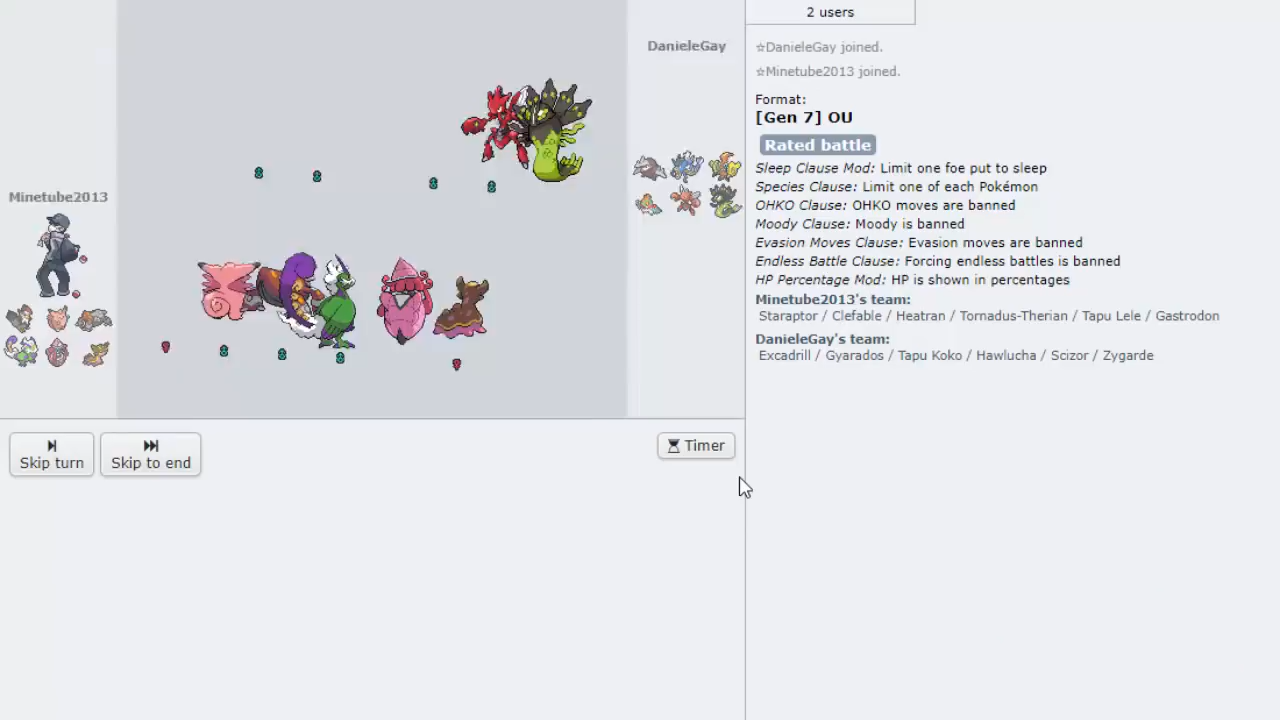 2 users
DanieleGay
☆DanieleGay joined.
☆Minetube2013 joined.
Format:
[Gen 7] OU
Rated battle
Sleep Clause Mod: Limit one foe put to sleep
Species Clause: Limit one of each Pokémon
Minetube2013
OHKO Clause: OHKO moves are banned
Moody Clause: Moody is banned
Evasion Moves Clause: Evasion moves are banned
Endless Battle Clause: Forcing endless battles is banned
HP Percentage Mod: HP is shown in percentages
Minetube2013's team:
Staraptor / Clefable / Heatran / Tornadus-Therian / Tapu Lele / Gastrodon
DanieleGay's team:
Excadrill / Gyarados / Tapu Koko / Hawlucha / Scizor / Zygarde
Skip turn
Skip to end
Timer